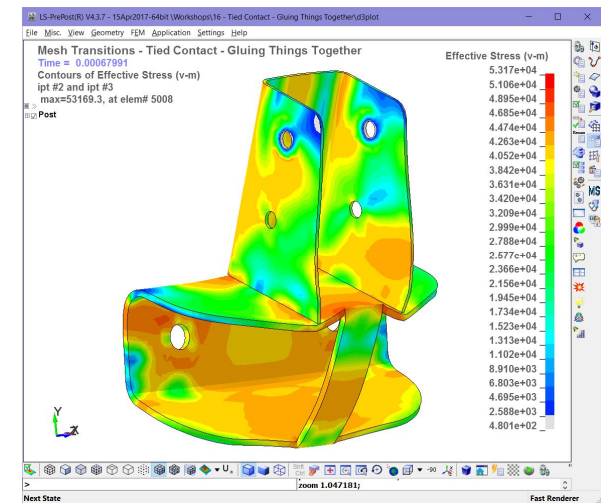 LS-PrePost(R) V4.3.7 - 15Apr2017-64bit \Workshops\16 - Tied Contact - Gluing Things Together\d3plot
File Misc. View Geometry FEM Application Settings Help
Mesh Transitions - Tied Contact - Gluing Things Together
Time = 0.00067991
Contours of Effective Stress (v-m)
ipt #2 and ipt #3
max=53169.3, at elem# 5008
Post
Effective Stress (v-m)
5.317e+04
5.106e+04
4.895e+04
4.685e+04
4.474e+04
4.263e+04
4.052e+04
3.842e+04
3.631e+04
3.420e+04
3.209e+04
2.999e+04
2.788e+04
2.577e+04
2.366e+04
2.156e+04
1.945e+04
1.734e+04
1.523e+04
1.313e+04
1.102e+04
8.910e+03
6.803e+03
4.695e+03
2.588e+03
4.801e+02
MS
Y
X
Shft
Ctrl
-90
>
zoom 1.047181;
Next State
Fast Renderer